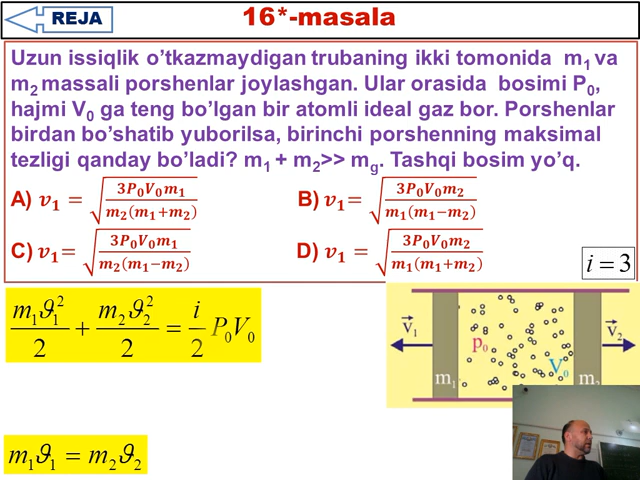 REJA
16*-masala
Uzun issiqlik o’tkazmaydigan trubaning ikki tomonida m₁ va
m₂ massali porshenlar joylashgan. Ular orasida bosimi P₀,
hajmi V₀ ga teng bo’lgan bir atomli ideal gaz bor. Porshenlar
birdan bo’shatib yuborilsa, birinchi porshenning maksimal
tezligi qanday bo’ladi? m₁ + m₂>> m_g. Tashqi bosim yo’q.
A) v₁ = √(3P₀V₀m₁ / m₂(m₁+m₂)) B) v₁= √(3P₀V₀m₂ / m₁(m₁−m₂))
C) v₁= √(3P₀V₀m₁ / m₂(m₁−m₂)) D) v₁ = √(3P₀V₀m₂ / m₁(m₁+m₂))
i = 3
m₁ϑ₁²/2 + m₂ϑ₂²/2 = i/2 P₀V₀
v₁ p₀ V₀ v₂
m₁
m₁ϑ₁ = m₂ϑ₂